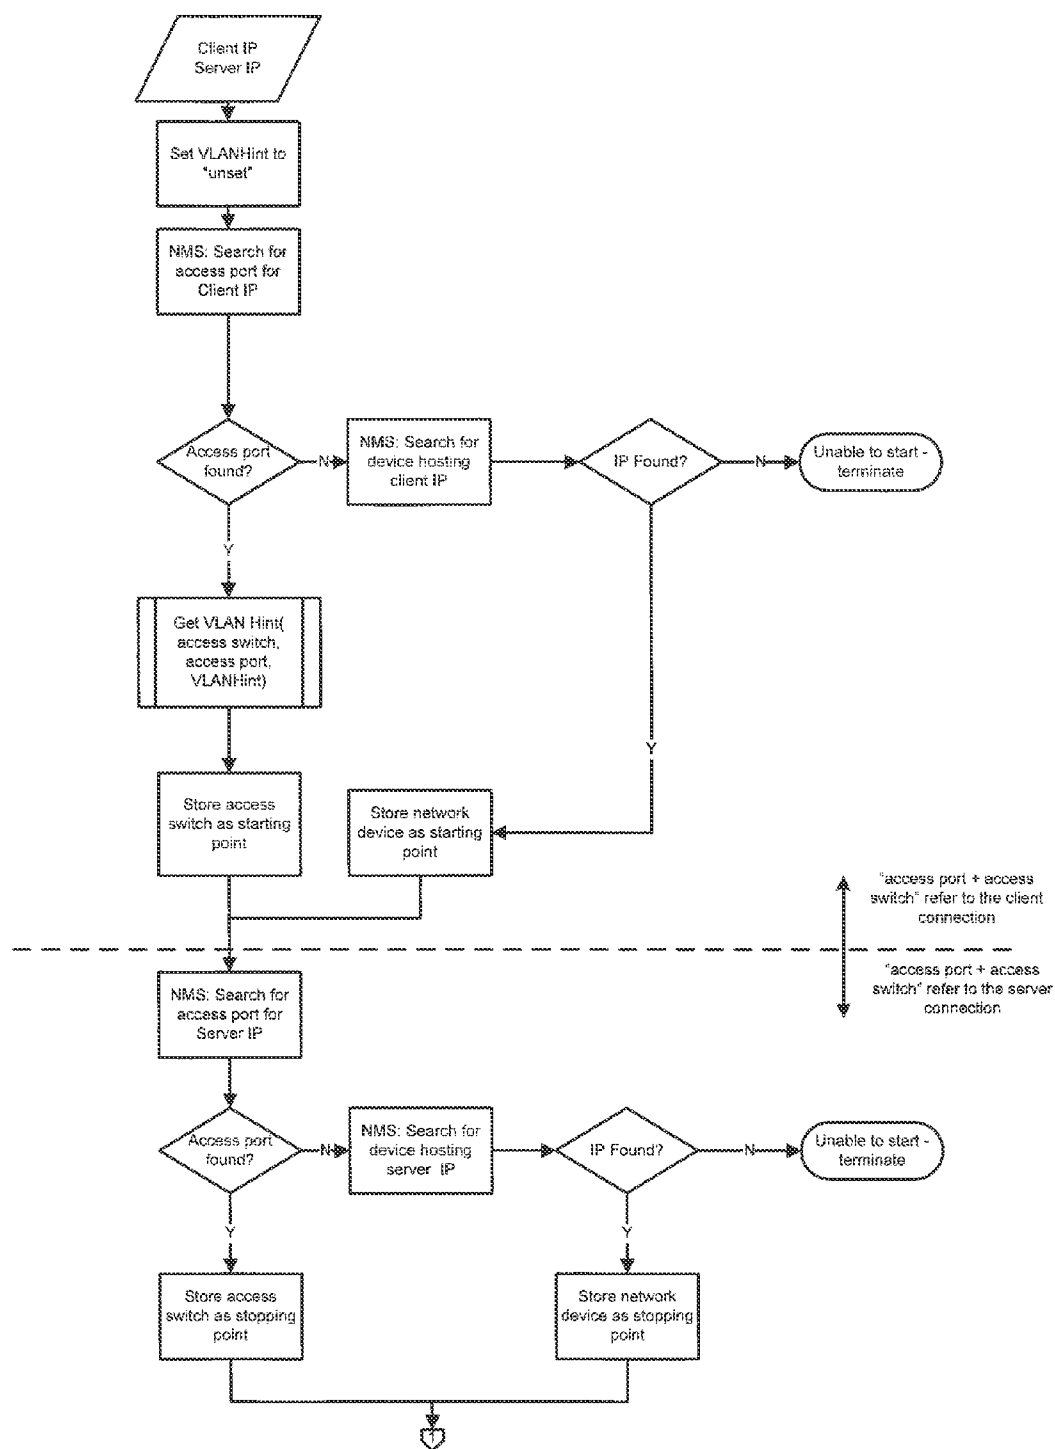 Client IP
Server IP
Set VLANHint to
"unset"
NMS: Search for
access port for
Client IP
Access port
found?
N
NMS: Search for
device hosting
client IP
IP Found?
N
Unable to start -
terminate
Y
Get VLAN Hint(
access switch,
access port,
VLANHint)
Y
Store access
switch as starting
point
Store network
device as starting
point
"access port + access
switch" refer to the client
connection
"access port + access
switch" refer to the server
connection
NMS: Search for
access port for
Server IP
Access port
found?
N
NMS: Search for
device hosting
server IP
IP Found?
N
Unable to start -
terminate
Y
Y
Store access
switch as stopping
point
Store network
device as stopping
point
1